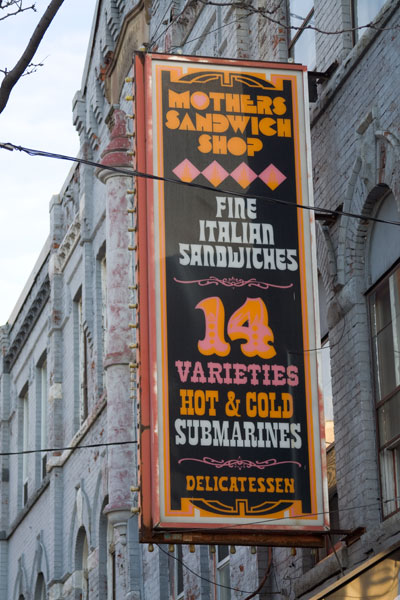 MOTHERS
SANDWICH
SHOP
FINE
ITALIAN
SANDWICHES
14
VARIETIES
HOT & COLD
SUBMARINES
DELICATESSEN